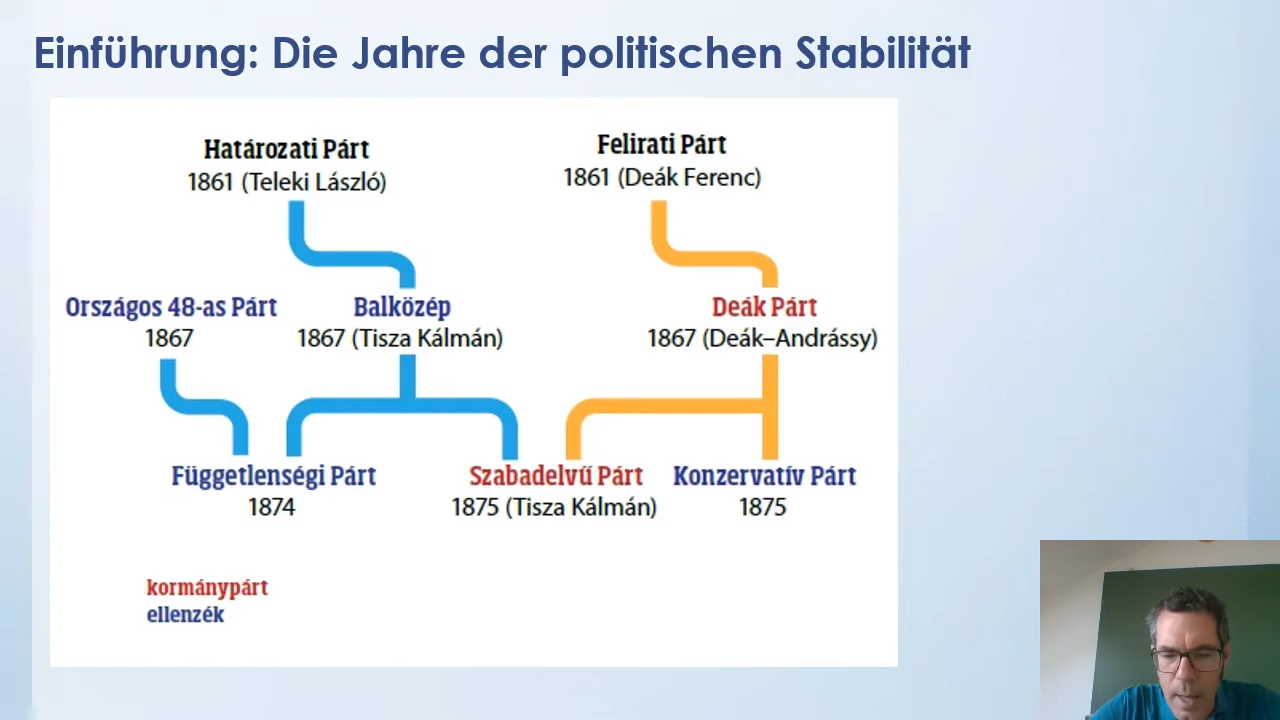 Einführung: Die Jahre der politischen Stabilität
Határozati Párt
1861 (Teleki László)
Felirati Párt
1861 (Deák Ferenc)
Országos 48-as Párt
1867
Balközép
1867 (Tisza Kálmán)
Deák Párt
1867 (Deák–Andrássy)
Függetlenségi Párt
1874
Szabadelvű Párt
1875 (Tisza Kálmán)
Konzervatív Párt
1875
kormánypárt
ellenzék